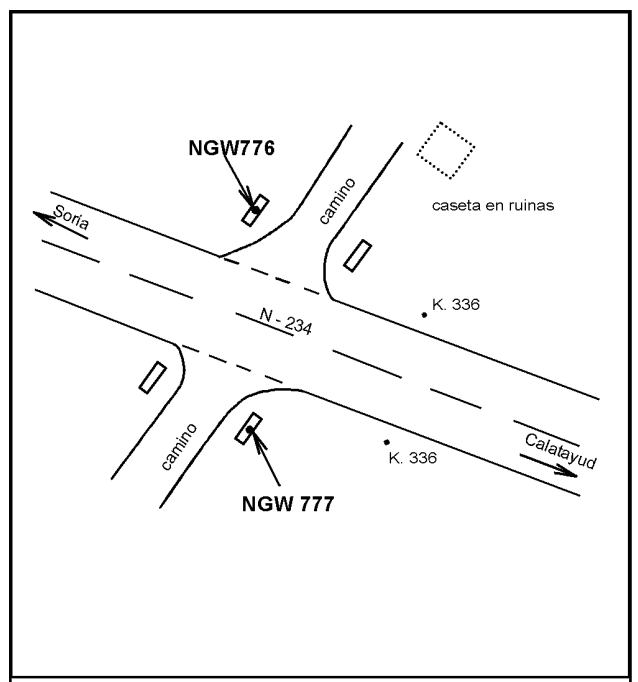 NGW776
camino
Soria
caseta en ruinas
K. 336
N - 234
Calatayud
camino
K. 336
NGW 777